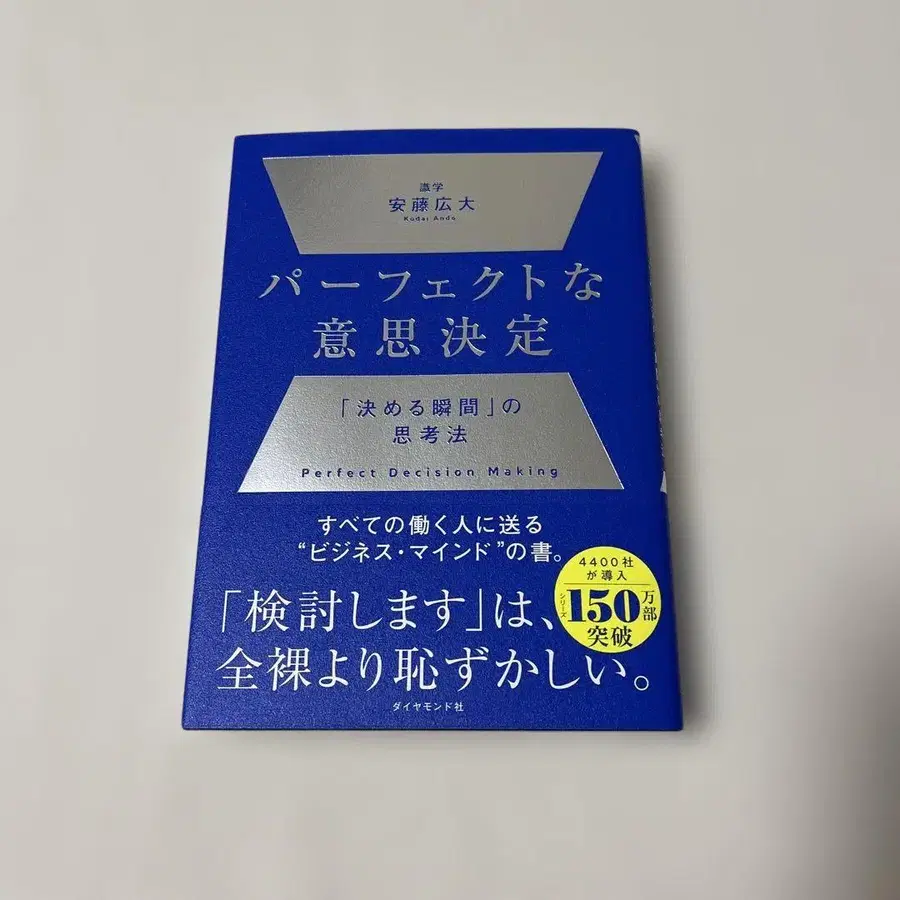 識学
安藤広大
Kodai Ando
パーフェクトな
意思決定
「決める瞬間」の
思考法
Perfect Decision Making
すべての働く人に送る
“ビジネス・マインド”の書。
4400社
が導入
シリーズ
150万部
突破
「検討します」は、
全裸より恥ずかしい。
ダイヤモンド社